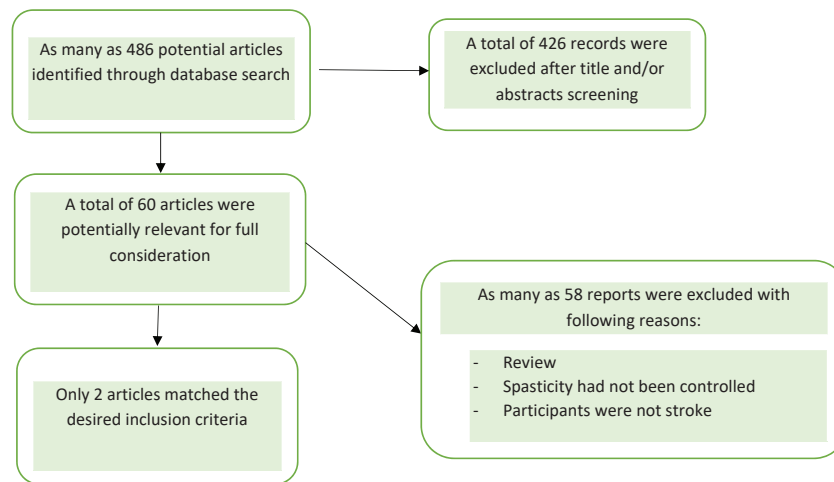 As many as 486 potential articles
identified through database search
A total of 426 records were
excluded after title and/or
abstracts screening
A total of 60 articles were
potentially relevant for full
consideration
As many as 58 reports were excluded with
following reasons:
- Review
- Spasticity had not been controlled
- Participants were not stroke
Only 2 articles matched the
desired inclusion criteria